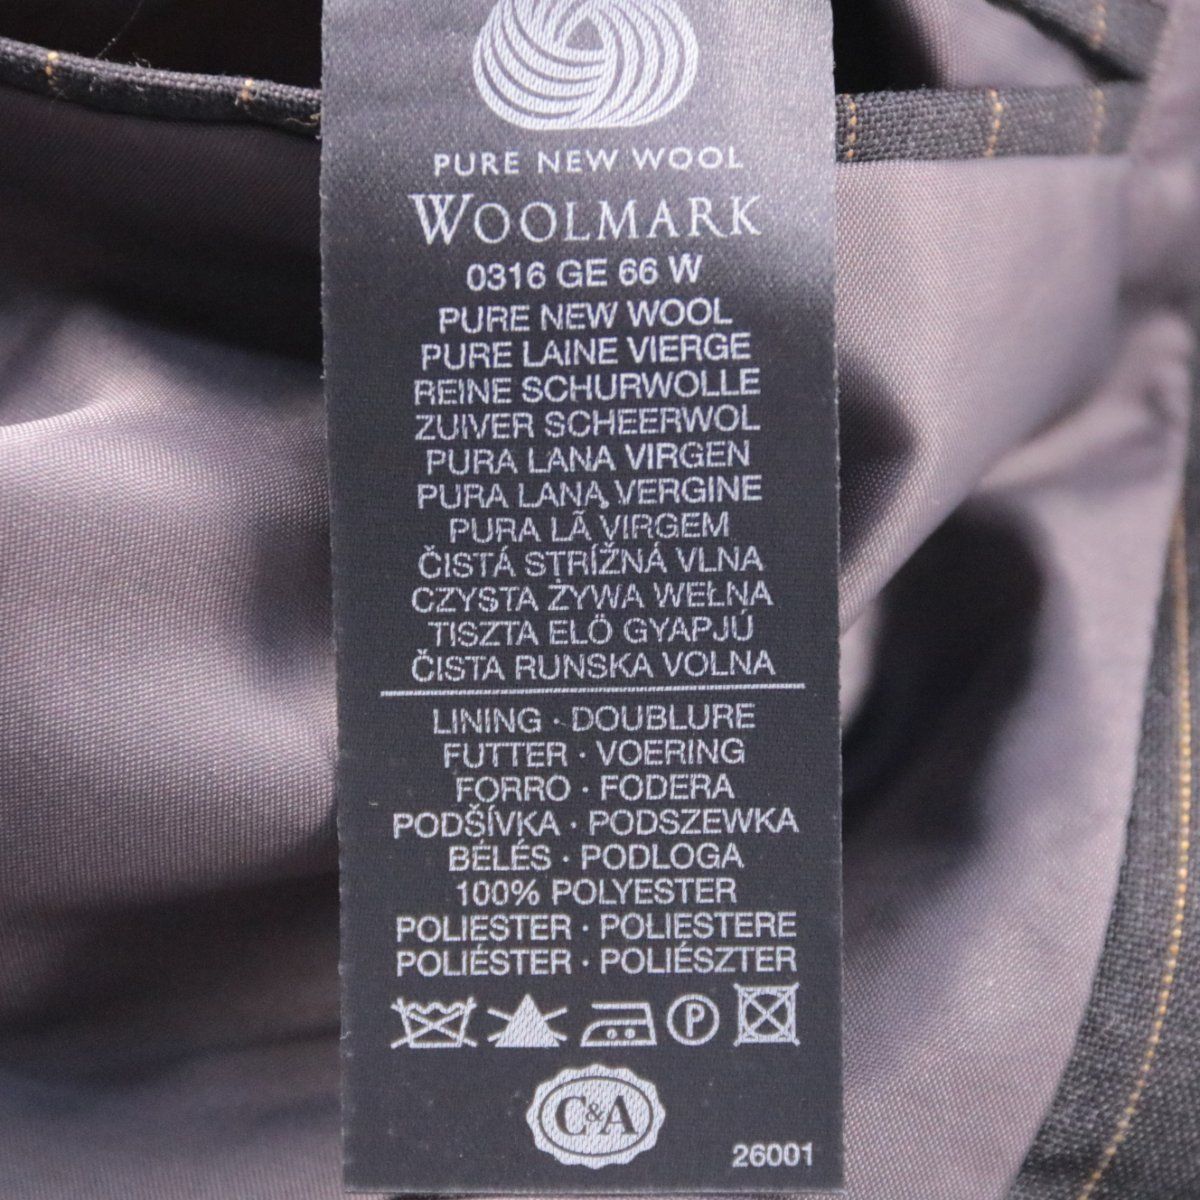 PURE NEW WOOL
WOOLMARK
0316 GE 66 W
PURE NEW WOOL
PURE LAINE VIERGE
REINE SCHURWOLLE
ZUIVER SCHEERWOL
PURA LANA VIRGEN
PURA LANA VERGINE
PURA LÃ VIRGEM
ČISTÁ STRÍŽNÁ VLNA
CZYSTA ŻYWA WEŁNA
TISZTA ELÖ GYAPJÚ
ČISTA RUNSKA VOLNA
LINING · DOUBLURE
FUTTER · VOERING
FORRO · FODERA
PODŠÍVKA · PODSZEWKA
BÉLÉS · PODLOGA
100% POLYESTER
POLIESTER · POLIESTERE
POLIÉSTER · POLIÉSZTER
P
C&A
26001